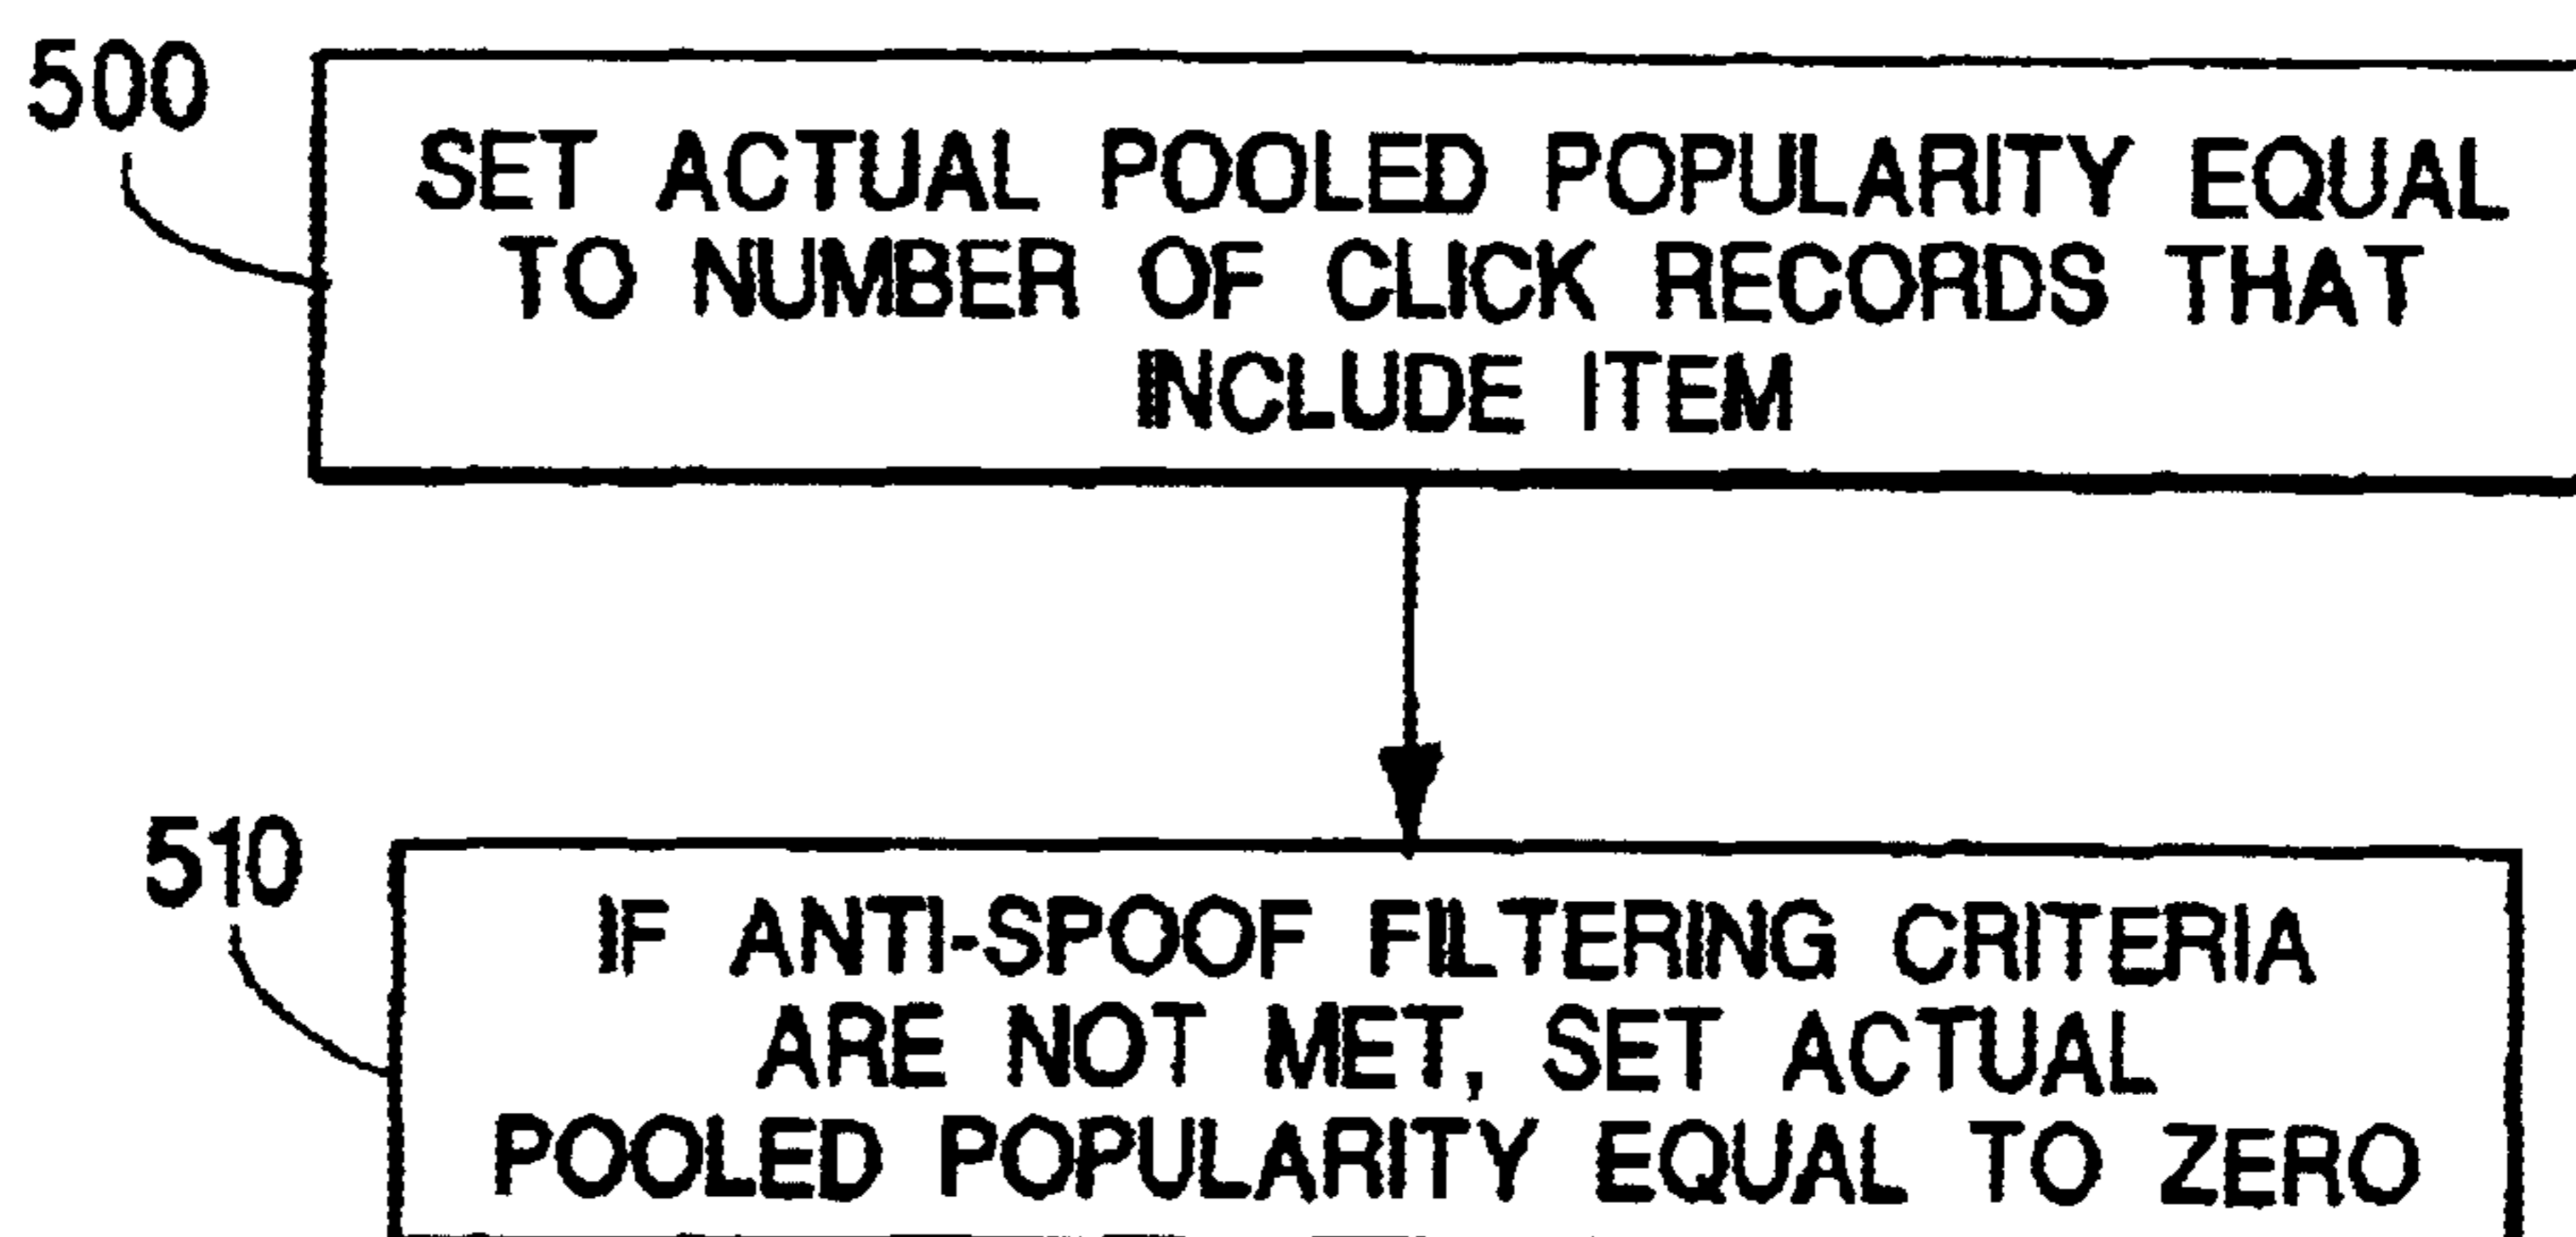 500
SET ACTUAL POOLED POPULARITY EQUAL
TO NUMBER OF CLICK RECORDS THAT
INCLUDE ITEM
510
IF ANTI-SPOOF FILTERING CRITERIA
ARE NOT MET, SET ACTUAL
POOLED POPULARITY EQUAL TO ZERO